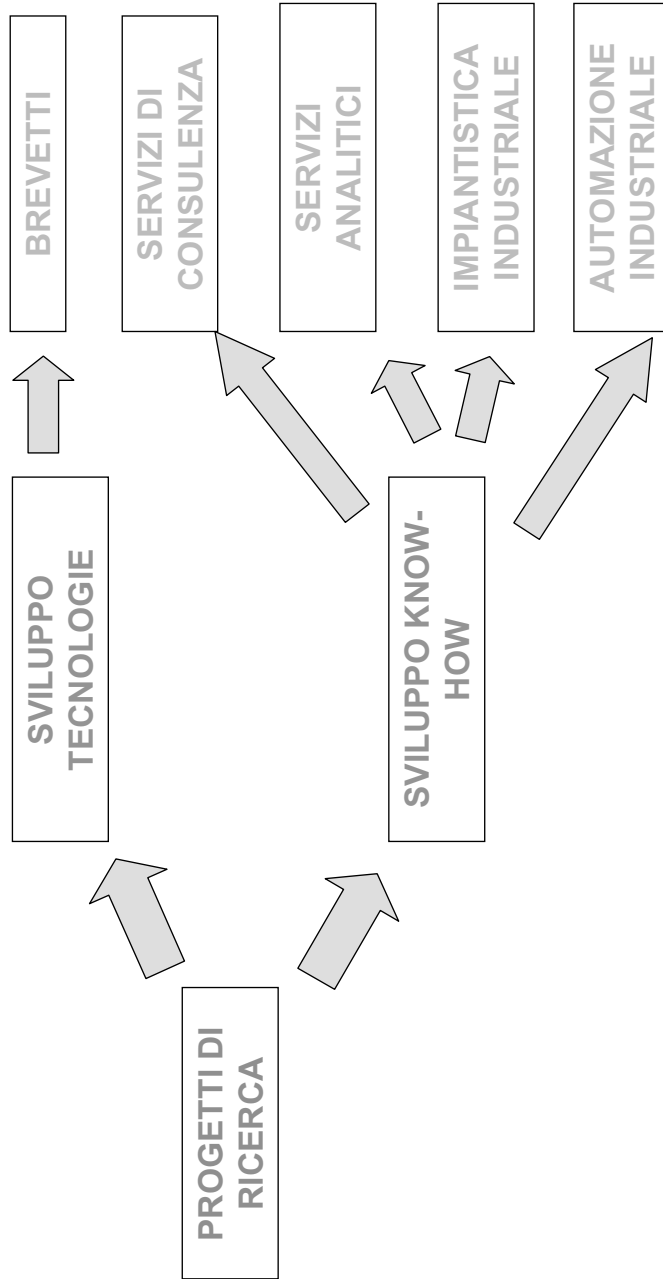 PROGETTI DI
RICERCA
SVILUPPO
TECNOLOGIE
SVILUPPO KNOW-
HOW
BREVETTI
SERVIZI DI
CONSULENZA
SERVIZI
ANALITICI
IMPIANTISTICA
INDUSTRIALE
AUTOMAZIONE
INDUSTRIALE